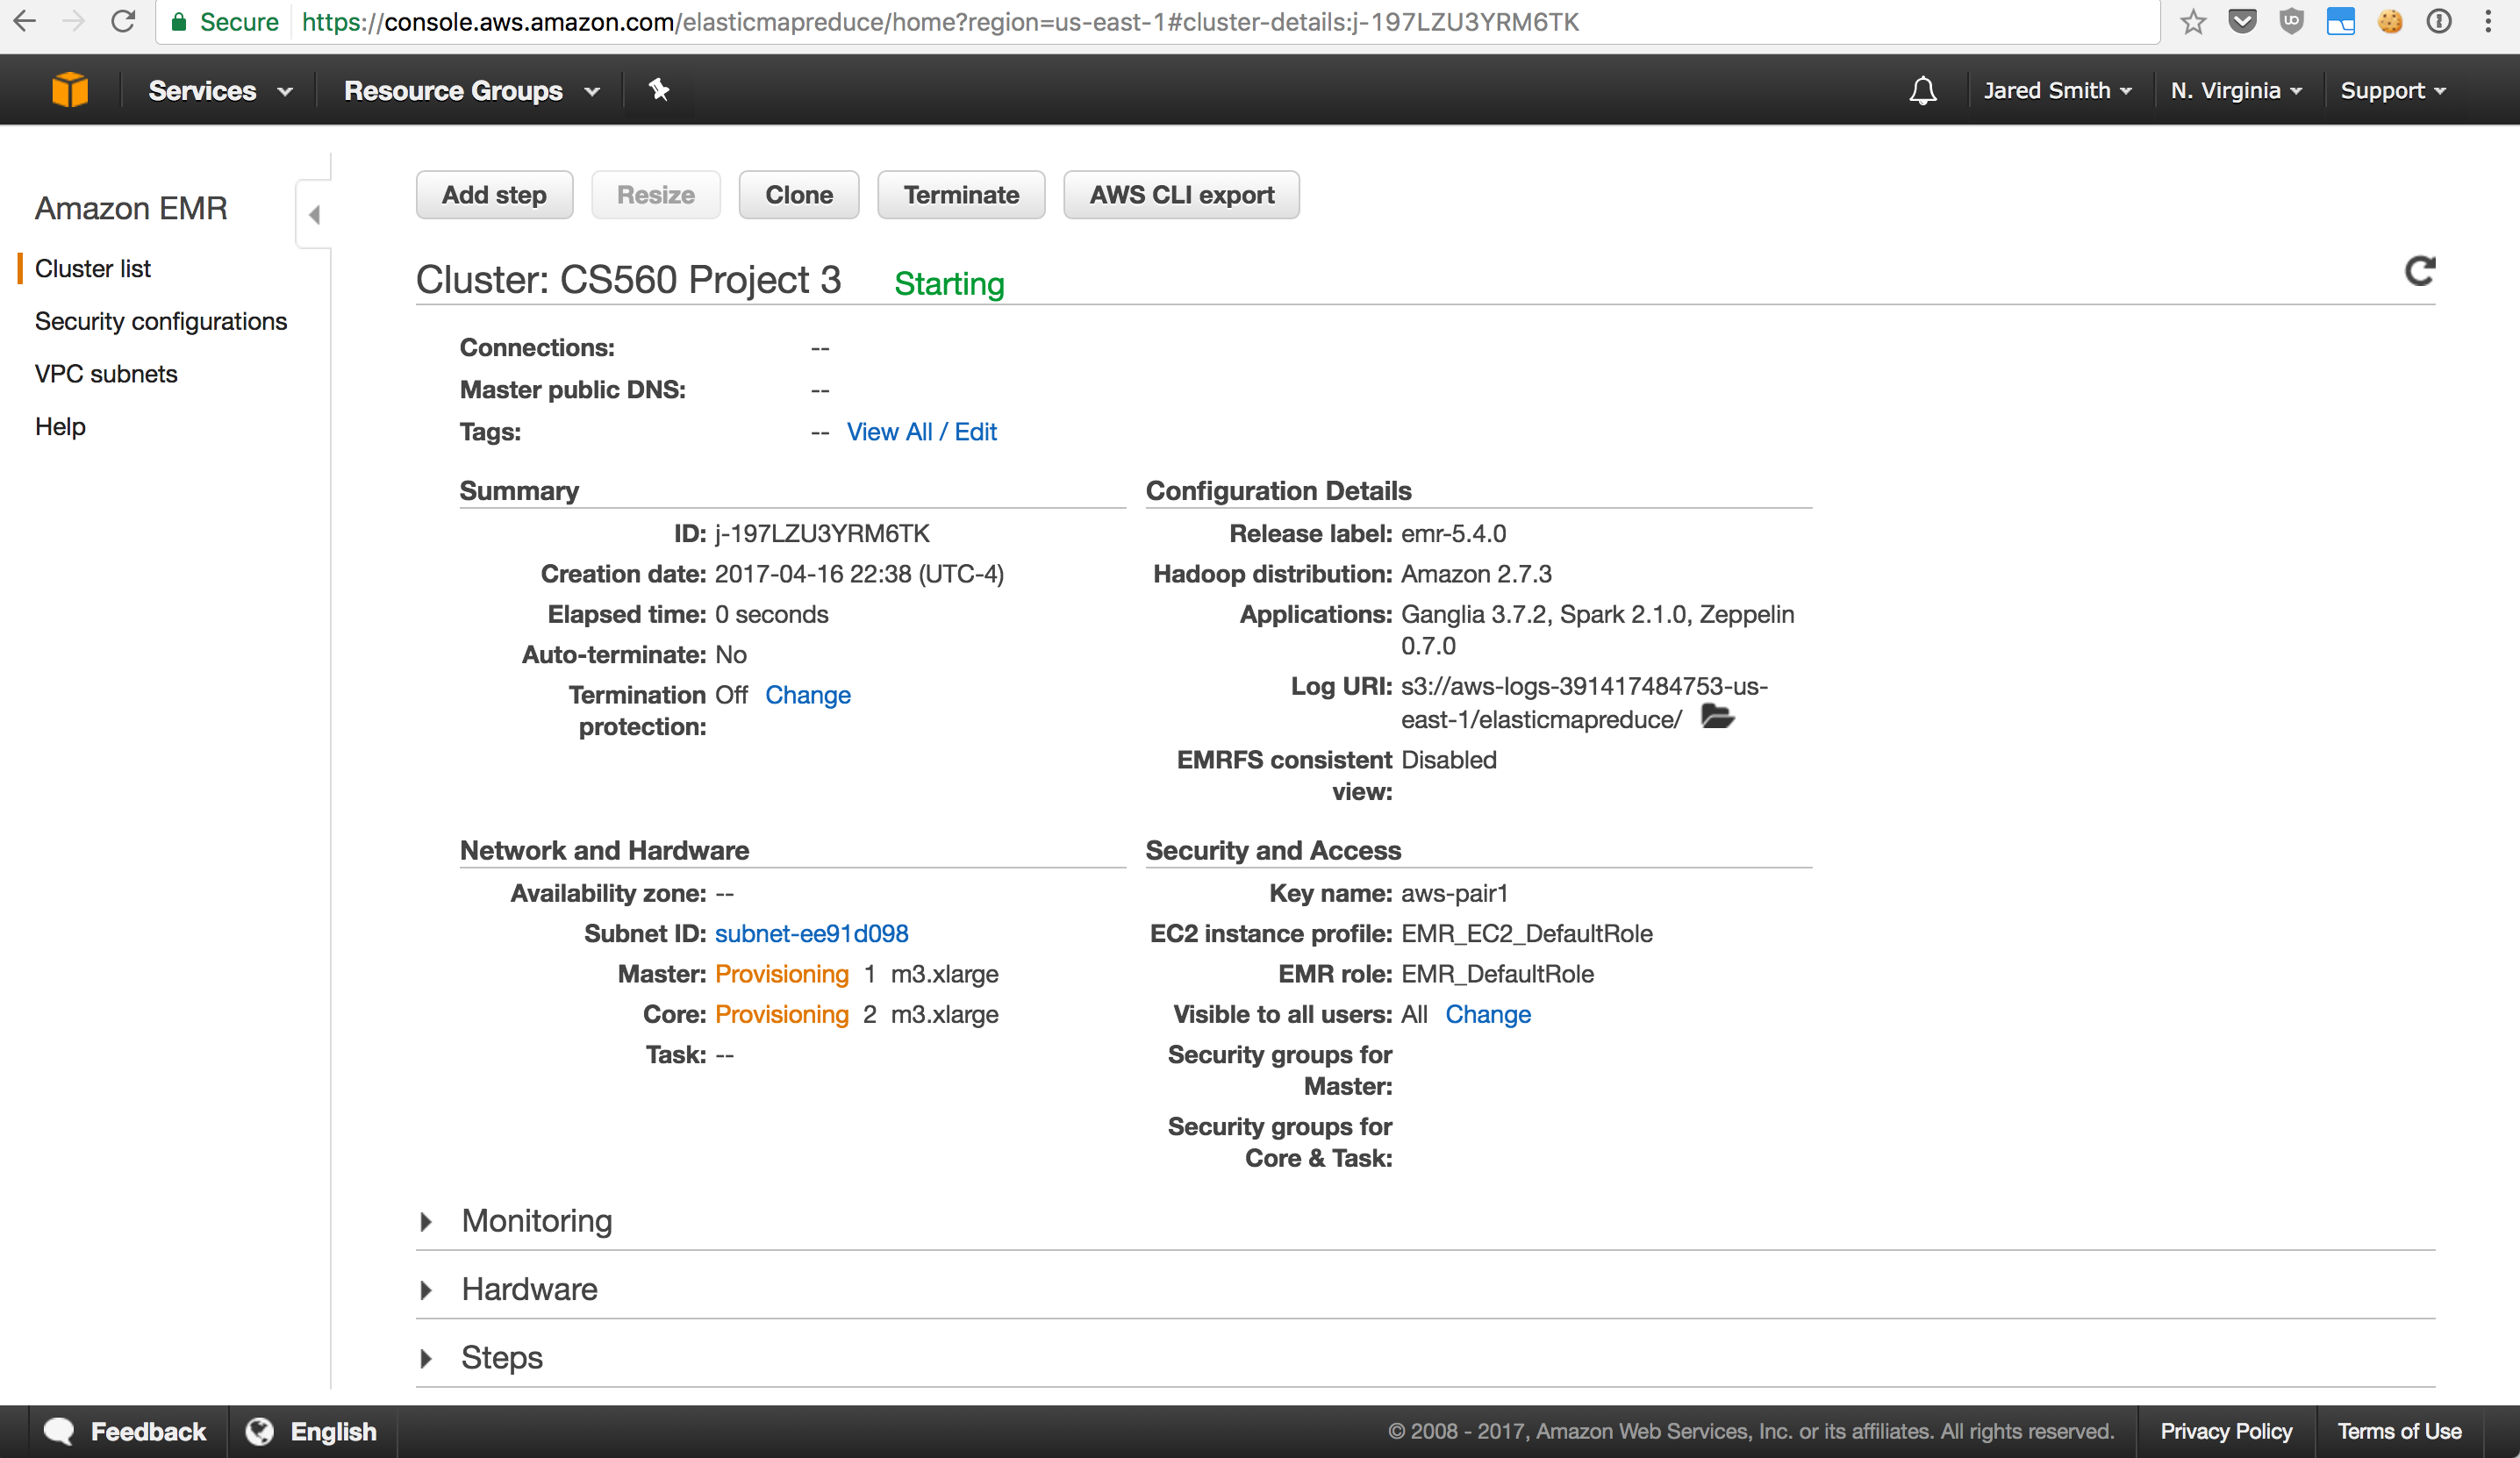 Secure https://console.aws.amazon.com/elasticmapreduce/home?region=us-east-1#cluster-details:j-197LZU3YRM6TK
Services Resource Groups Jared Smith N. Virginia Support
Amazon EMR
Cluster list
Security configurations
VPC subnets
Help
Add step Resize Clone Terminate AWS CLI export
Cluster: CS560 Project 3 Starting
Connections: --
Master public DNS: --
Tags: -- View All / Edit
Summary
ID: j-197LZU3YRM6TK
Creation date: 2017-04-16 22:38 (UTC-4)
Elapsed time: 0 seconds
Auto-terminate: No
Termination Off Change
protection:
Configuration Details
Release label: emr-5.4.0
Hadoop distribution: Amazon 2.7.3
Applications: Ganglia 3.7.2, Spark 2.1.0, Zeppelin
0.7.0
Log URI: s3://aws-logs-391417484753-us-
east-1/elasticmapreduce/
EMRFS consistent Disabled
view:
Network and Hardware
Availability zone: --
Subnet ID: subnet-ee91d098
Master: Provisioning 1 m3.xlarge
Core: Provisioning 2 m3.xlarge
Task: --
Security and Access
Key name: aws-pair1
EC2 instance profile: EMR_EC2_DefaultRole
EMR role: EMR_DefaultRole
Visible to all users: All Change
Security groups for
Master:
Security groups for
Core & Task:
Monitoring
Hardware
Steps
Feedback English © 2008 - 2017, Amazon Web Services, Inc. or its affiliates. All rights reserved. Privacy Policy Terms of Use